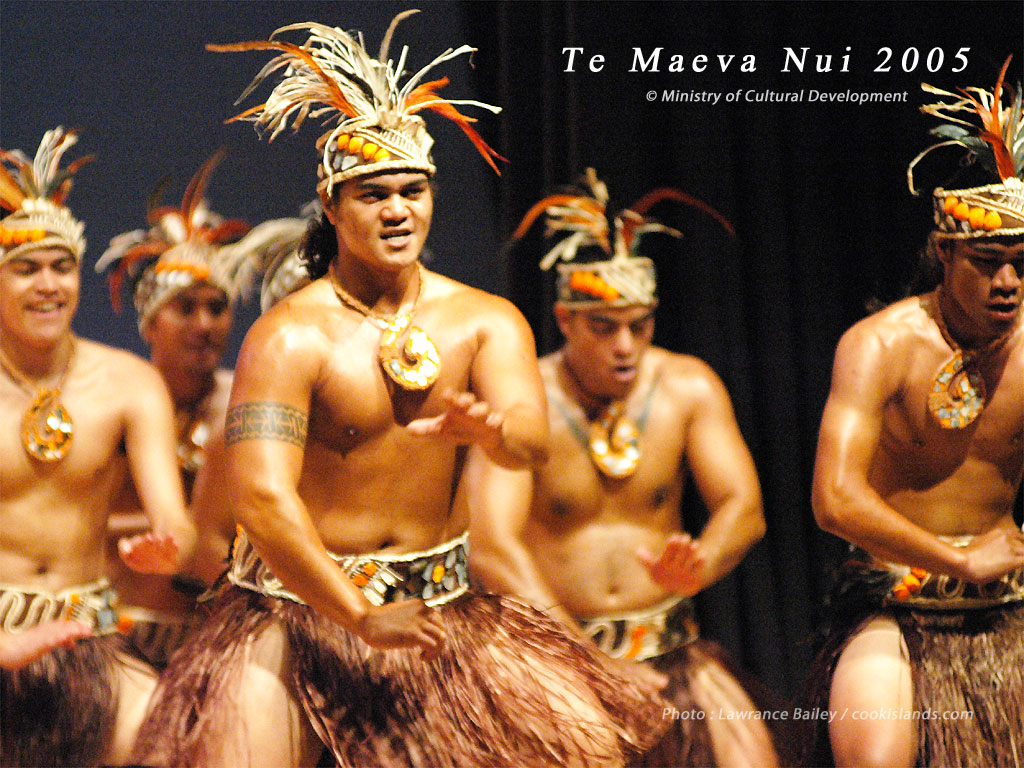 Te Maeva Nui 2005
© Ministry of Cultural Development
Photo : Lawrance Bailey / cookislands.com